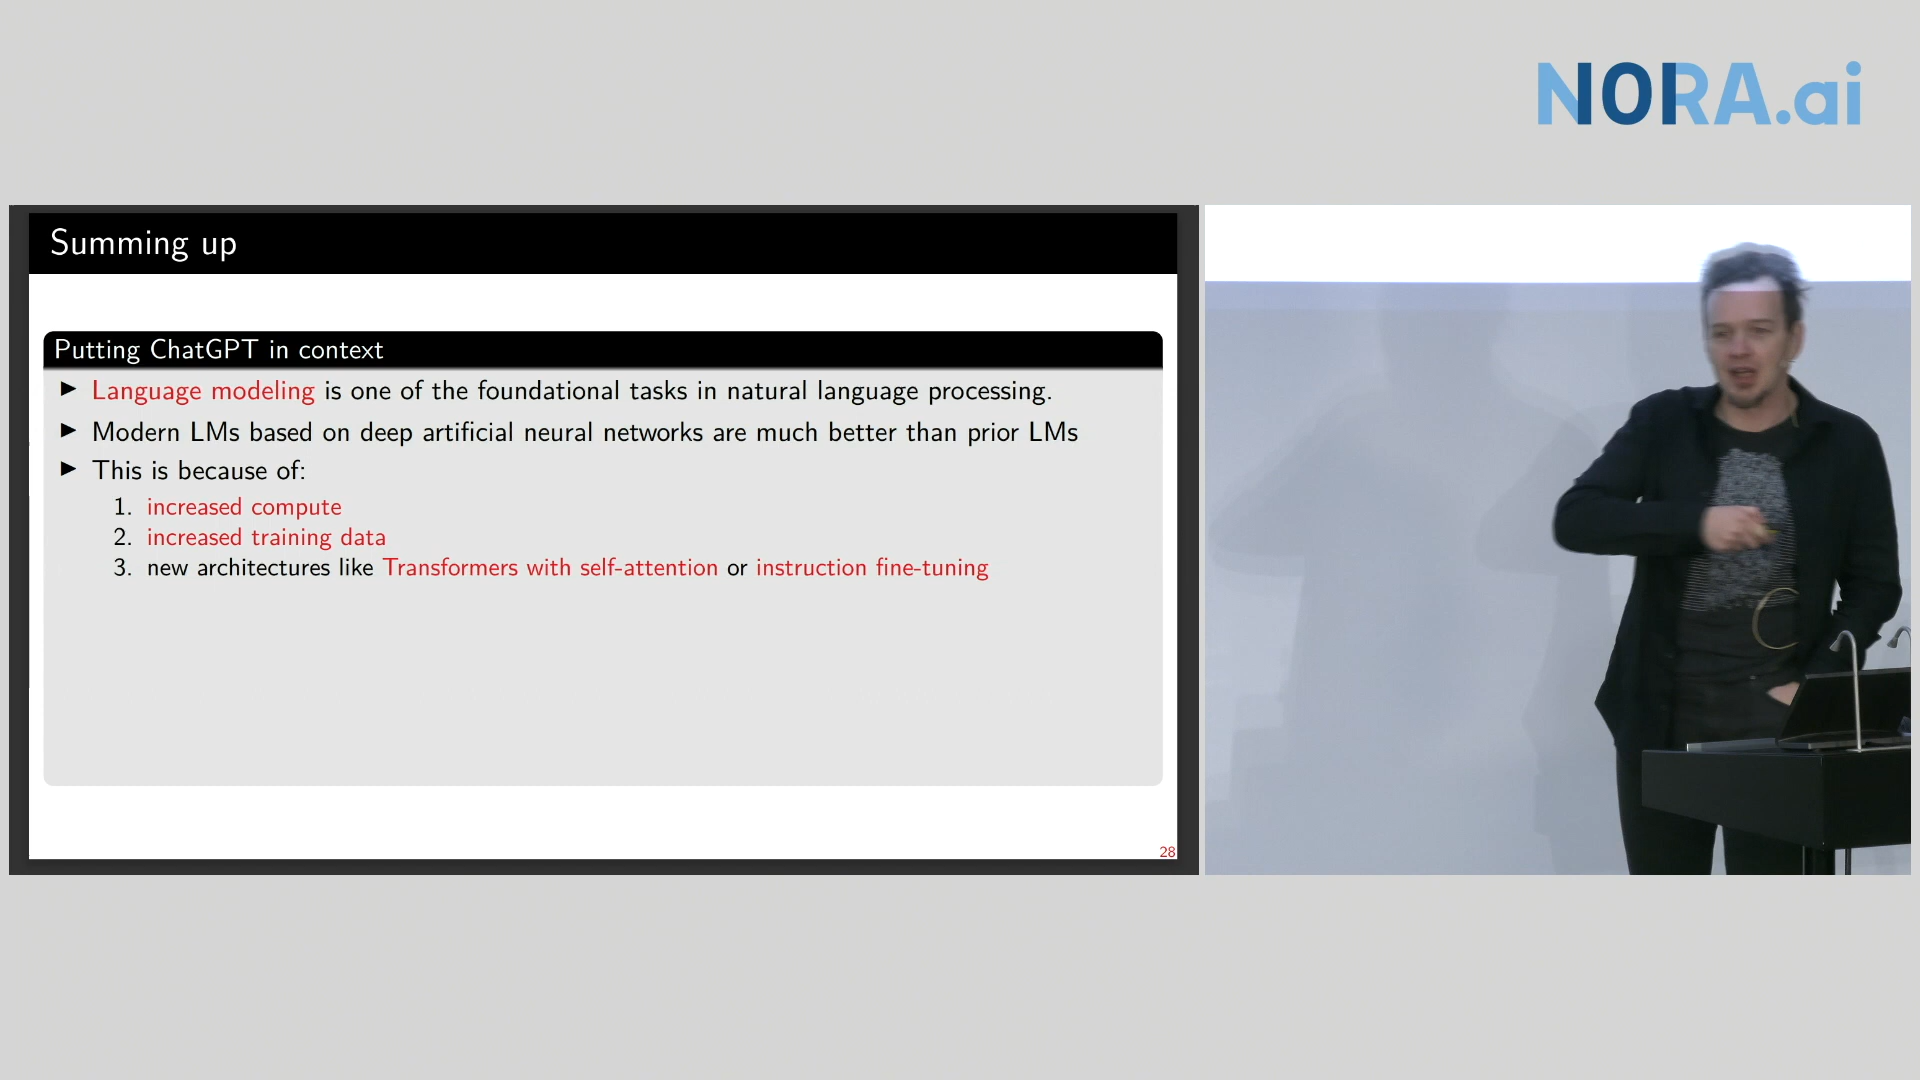 NORA.ai
Summing up
Putting ChatGPT in context
▶ Language modeling is one of the foundational tasks in natural language processing.
▶ Modern LMs based on deep artificial neural networks are much better than prior LMs
▶ This is because of:
1. increased compute
2. increased training data
3. new architectures like Transformers with self-attention or instruction fine-tuning
28